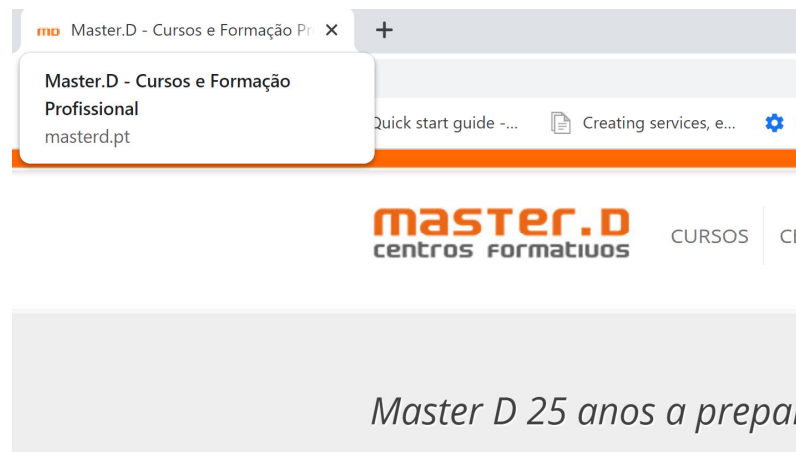 MD Master.D - Cursos e Formação Pr
Master.D - Cursos e Formação
Profissional
masterd.pt
Quick start guide -... Creating services, e...
master.D
centros formativos
CURSOS
Master D 25 anos a prepa